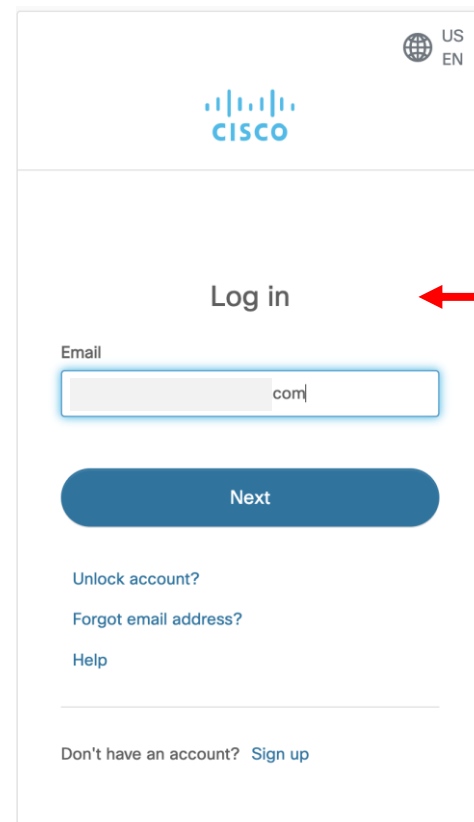 US
EN
CISCO
Log in
Email
com
Next
Unlock account?
Forgot email address?
Help
Don't have an account? Sign up